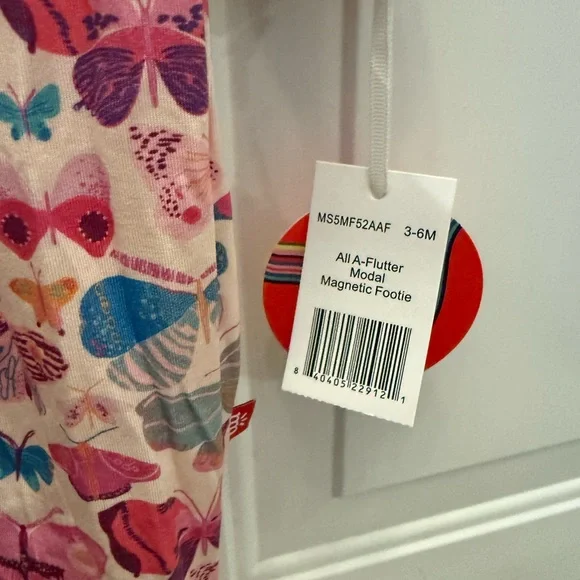 MS5MF52AAF 3-6M
All A-Flutter
Modal
Magnetic Footie
8 40405 22912 1